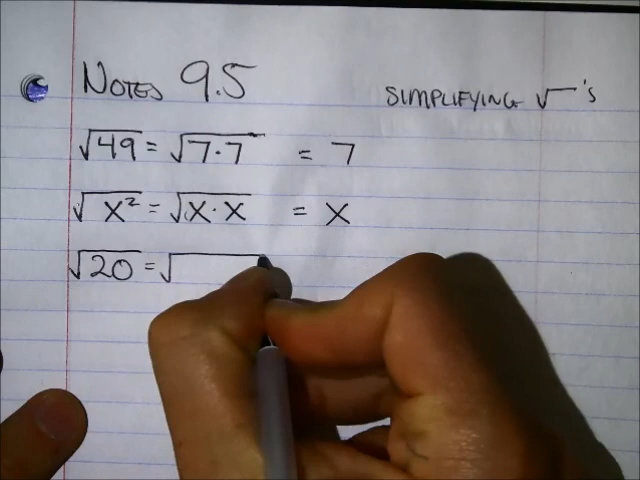 NOTES 9.5
SIMPLIFYING √'s
√49 = √7·7 = 7
√x² = √x·x = x
√20 = √